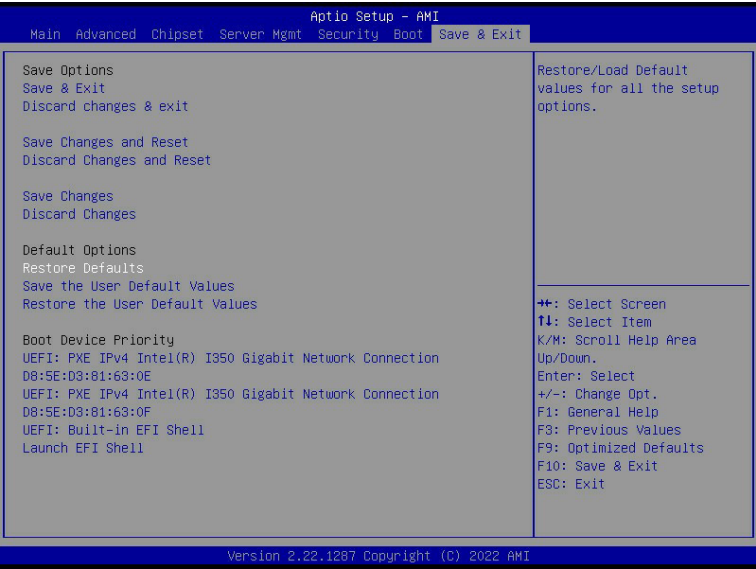 Aptio Setup – AMI
Main Advanced Chipset Server Mgmt Security Boot Save & Exit
Save Options
Save & Exit
Discard changes & exit
Save Changes and Reset
Discard Changes and Reset
Save Changes
Discard Changes
Default Options
Restore Defaults
Save the User Default Values
Restore the User Default Values
Boot Device Priority
UEFI: PXE IPv4 Intel(R) I350 Gigabit Network Connection
D8:5E:D3:81:63:0E
UEFI: PXE IPv4 Intel(R) I350 Gigabit Network Connection
D8:5E:D3:81:63:0F
UEFI: Built-in EFI Shell
Launch EFI Shell
Restore/Load Default
values for all the setup
options.
→←: Select Screen
↑↓: Select Item
K/M: Scroll Help Area
Up/Down.
Enter: Select
+/-: Change Opt.
F1: General Help
F3: Previous Values
F9: Optimized Defaults
F10: Save & Exit
ESC: Exit
Version 2.22.1287 Copyright (C) 2022 AMI